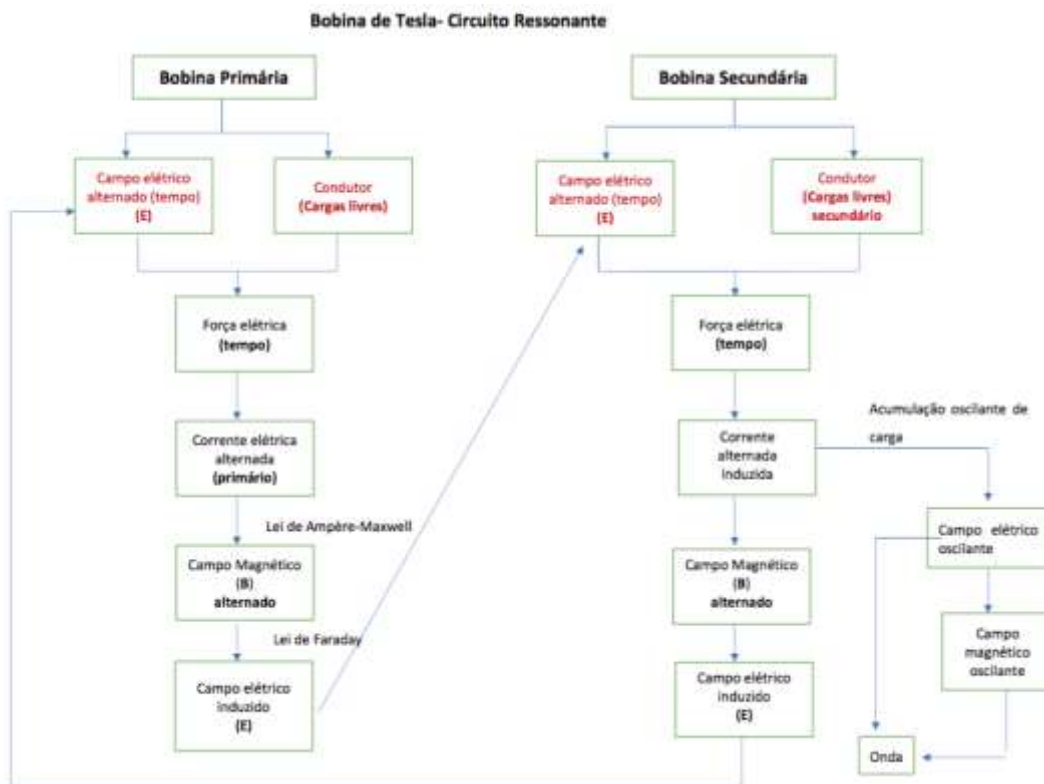 Bobina de Tesla- Circuito Ressonante
Bobina Primária
Bobina Secundária
Campo elétrico
alternado (tempo)
(E)
Condutor
(Cargas livres)
Campo elétrico
alternado (tempo)
(E)
Condutor
(Cargas livres)
secundário
Força elétrica
(tempo)
Força elétrica
(tempo)
Corrente elétrica
alternada
(primário)
Corrente
alternada
induzida
Acumulação oscilante de
carga
Lei de Ampère-Maxwell
Campo elétrico
oscilante
Campo Magnético
(B)
alternado
Campo Magnético
(B)
alternado
Lei de Faraday
Campo
magnético
oscilante
Campo elétrico
induzido
(E)
Campo elétrico
induzido
(E)
Onda